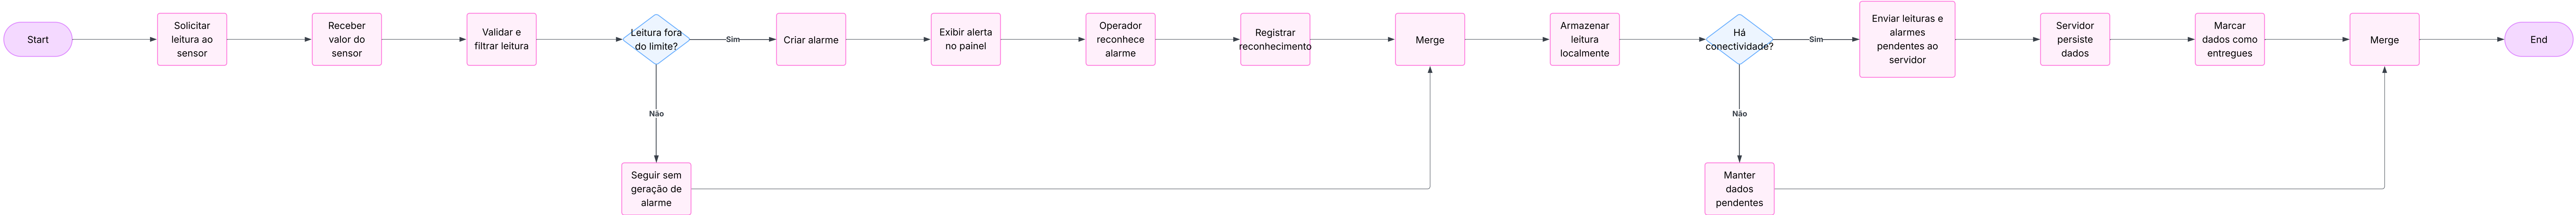 Start
Solicitar
leitura ao
sensor
Receber
valor do
sensor
Validar e
filtrar leitura
Leitura fora
do limite?
Sim
Criar alarme
Exibir alerta
no painel
Operador
reconhece
alarme
Registrar
reconhecimento
Merge
Armazenar
leitura
localmente
Há
conectividade?
Sim
Enviar leituras e
alarmes
pendentes ao
servidor
Servidor
persiste
dados
Marcar
dados como
entregues
Merge
End
Não
Não
Seguir sem
geração de
alarme
Manter
dados
pendentes